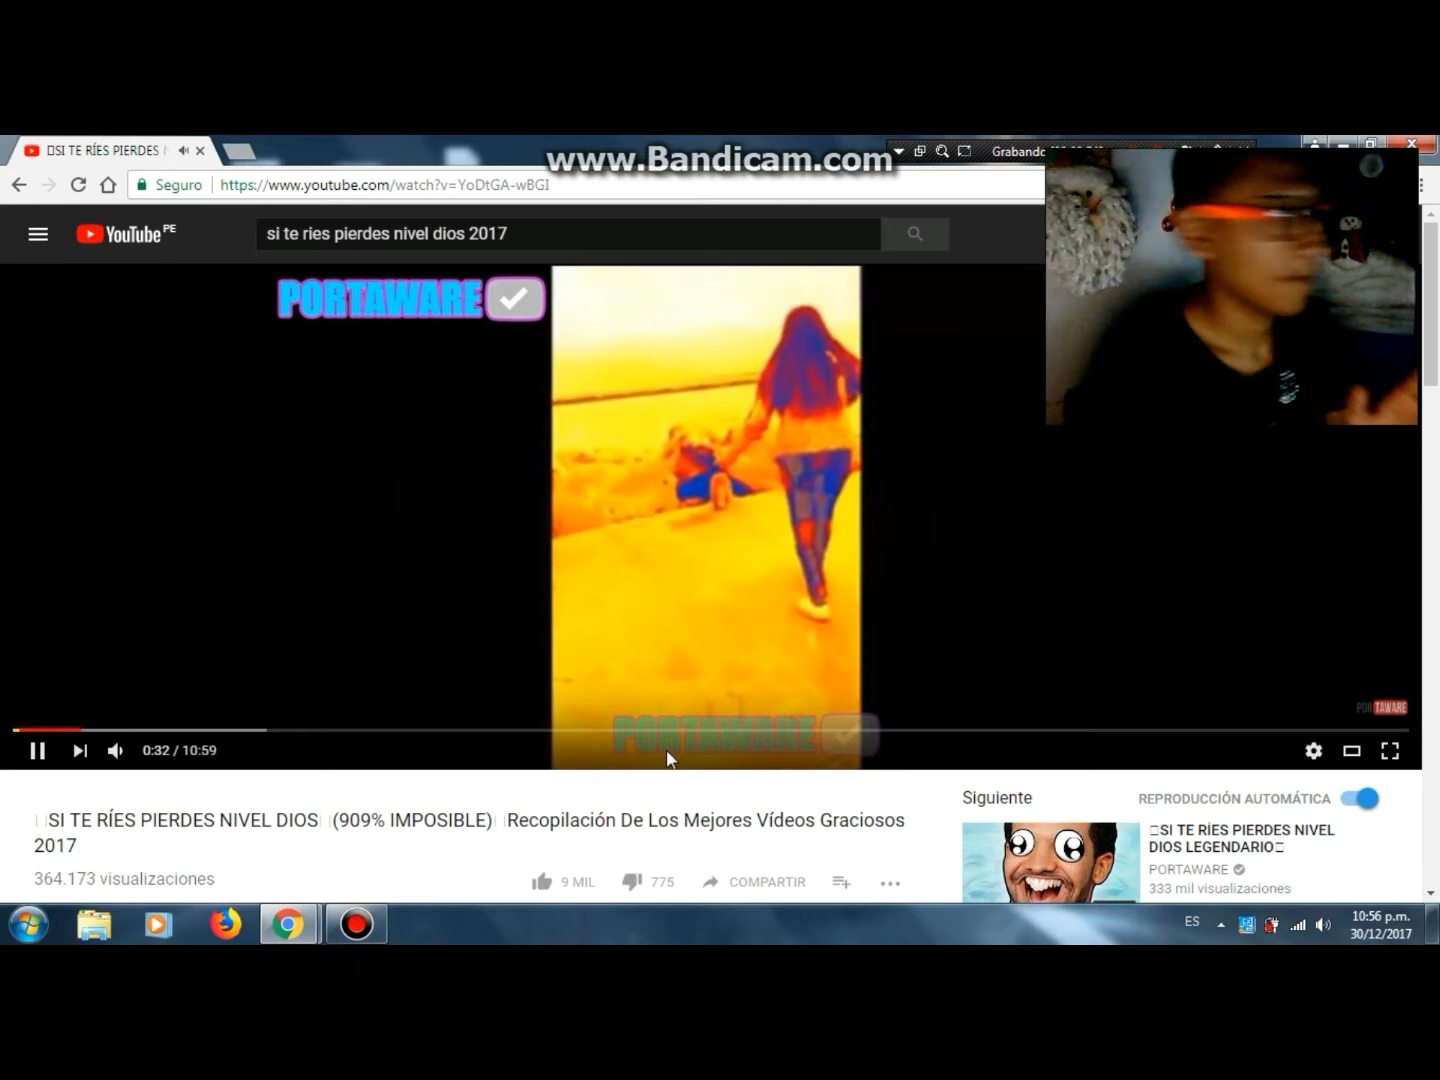 www.Bandicam.com
SI TE RÍES PIERDES
Grabando
Seguro
https://www.youtube.com/watch?v=YoDtGA-wBGI
YouTube PE
si te ries pierdes nivel dios 2017
PORTAWARE
PORTAWARE
PORTAWARE
0:32 / 10:59
SI TE RÍES PIERDES NIVEL DIOS (909% IMPOSIBLE) Recopilación De Los Mejores Vídeos Graciosos
2017
364.173 visualizaciones
9 MIL
775
COMPARTIR
Siguiente
REPRODUCCIÓN AUTOMÁTICA
SI TE RÍES PIERDES NIVEL
DIOS LEGENDARIO
PORTAWARE
333 mil visualizaciones
ES
10:56 p.m.
30/12/2017